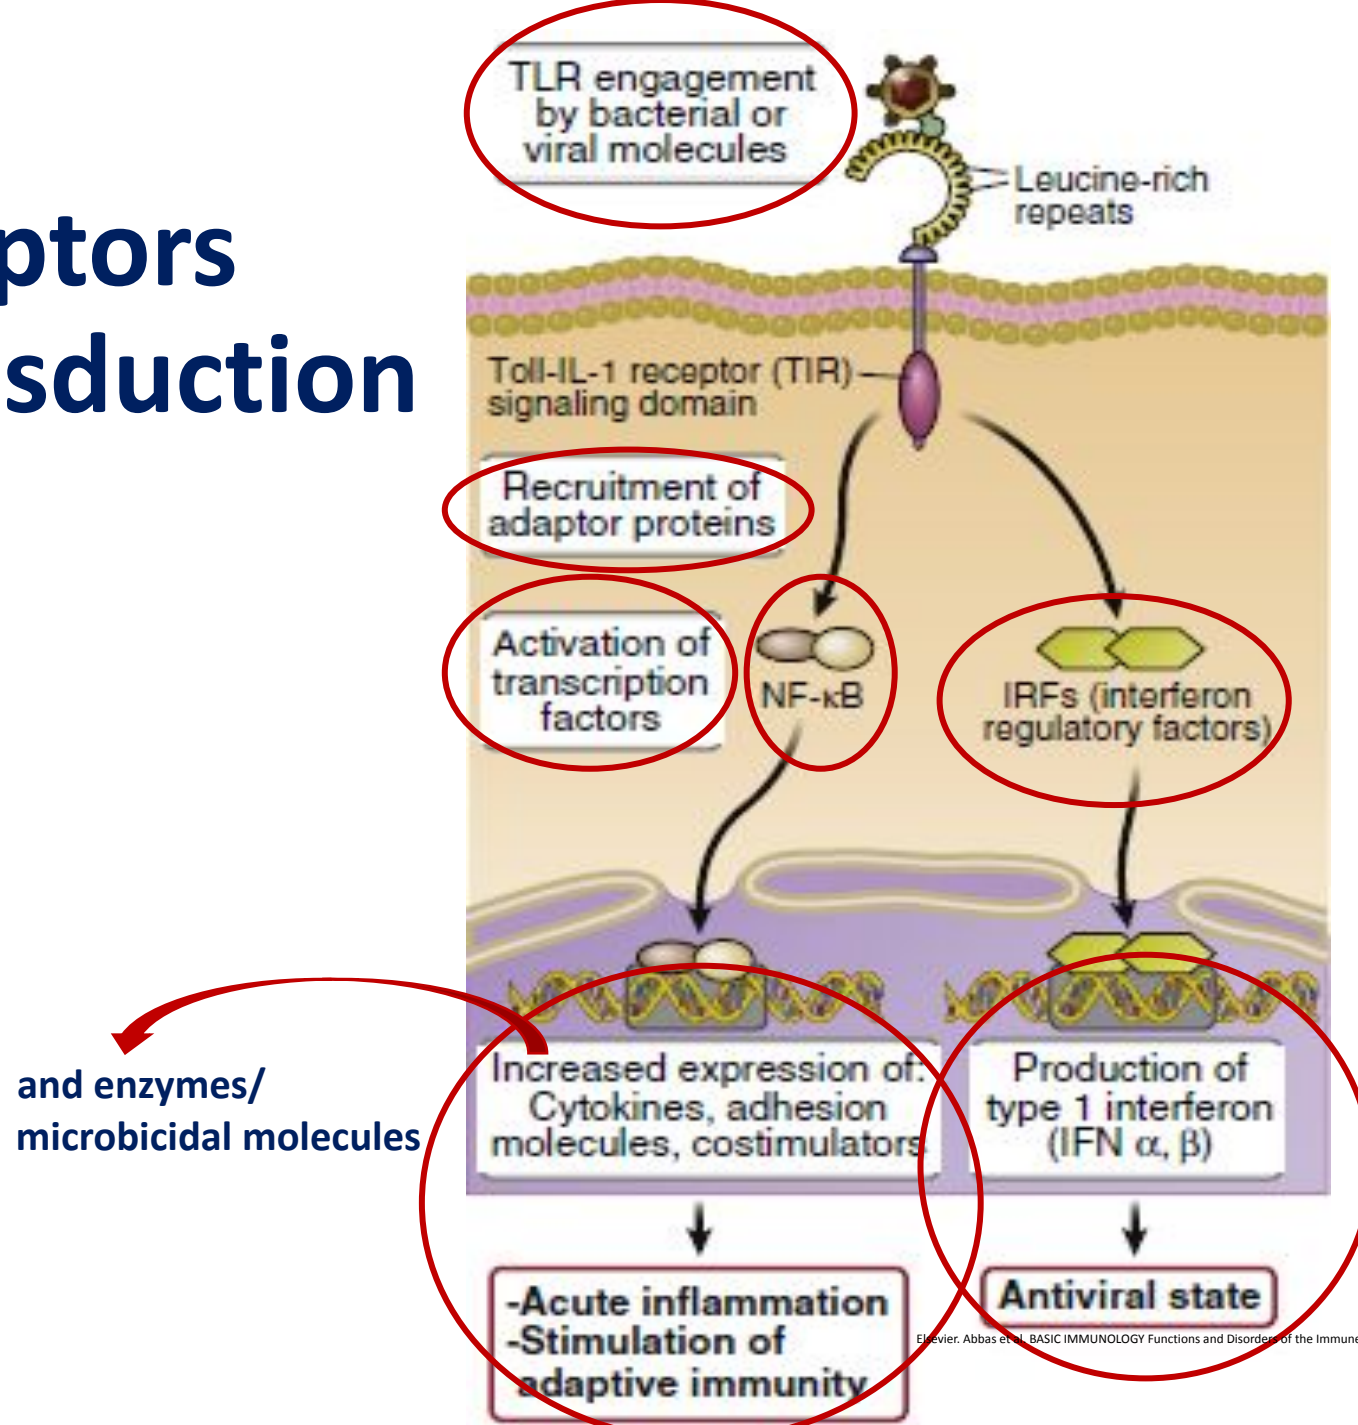 TLR engagement
by bacterial or
viral molecules
Leucine-rich
repeats
ptors
sduction
Toll-IL-1 receptor (TIR)
signaling domain
Recruitment of
adaptor proteins
Activation of
transcription
factors
NF-κB
IRFs (interferon
regulatory factors)
and enzymes/
microbicidal molecules
Increased expression of:
Cytokines, adhesion
molecules, costimulators
Production of
type 1 interferon
(IFN α, β)
-Acute inflammation
-Stimulation of
adaptive immunity
Antiviral state
Elsevier. Abbas et al. BASIC IMMUNOLOGY Functions and Disorders of the Immune